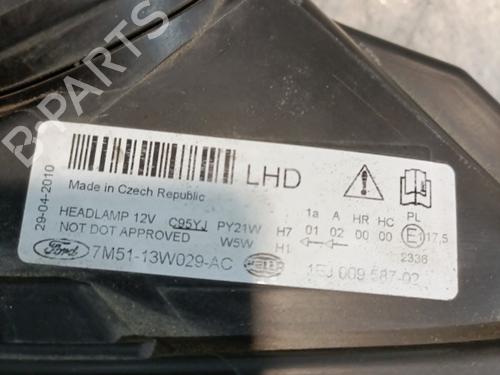 B-PARTS
29-04-2010
LHD
Made in Czech Republic
HEADLAMP 12V C95YJ PY21W H7 1a A HR HC PL
NOT DOT APPROVED W5W H1 01 02 00 00 E1 17,5
2336
Ford 7M51-13W029-AC HELLA 1EJ 009 587-02